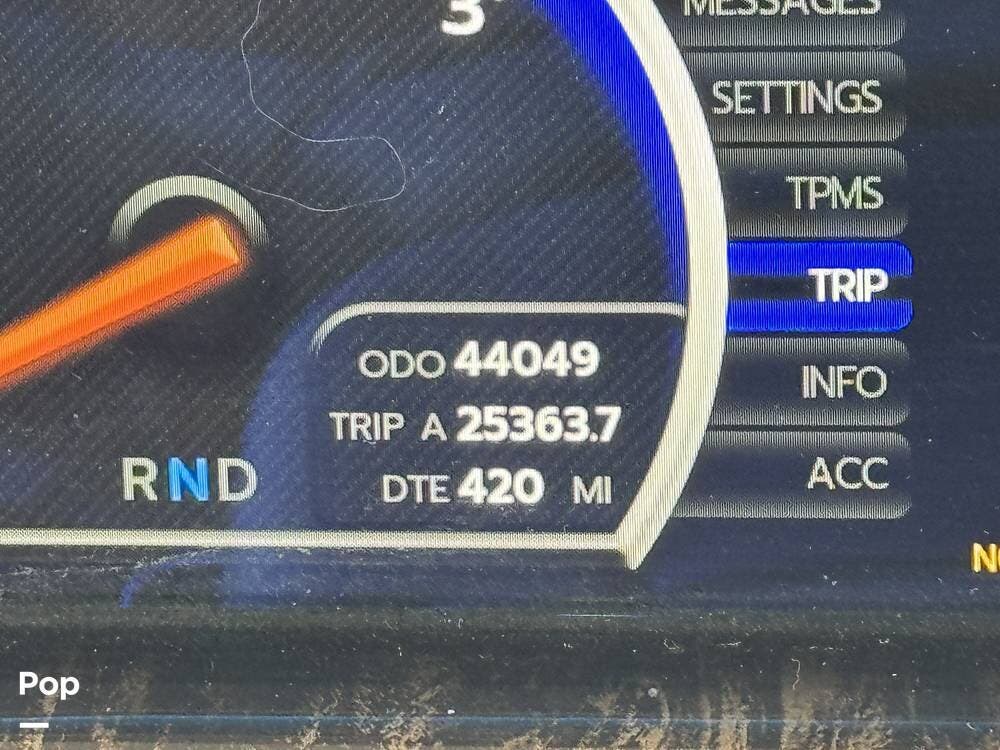 3
MESSAGES
SETTINGS
TPMS
TRIP
INFO
ACC
ODO 44049
TRIP A 25363.7
DTE 420 MI
RND
Pop